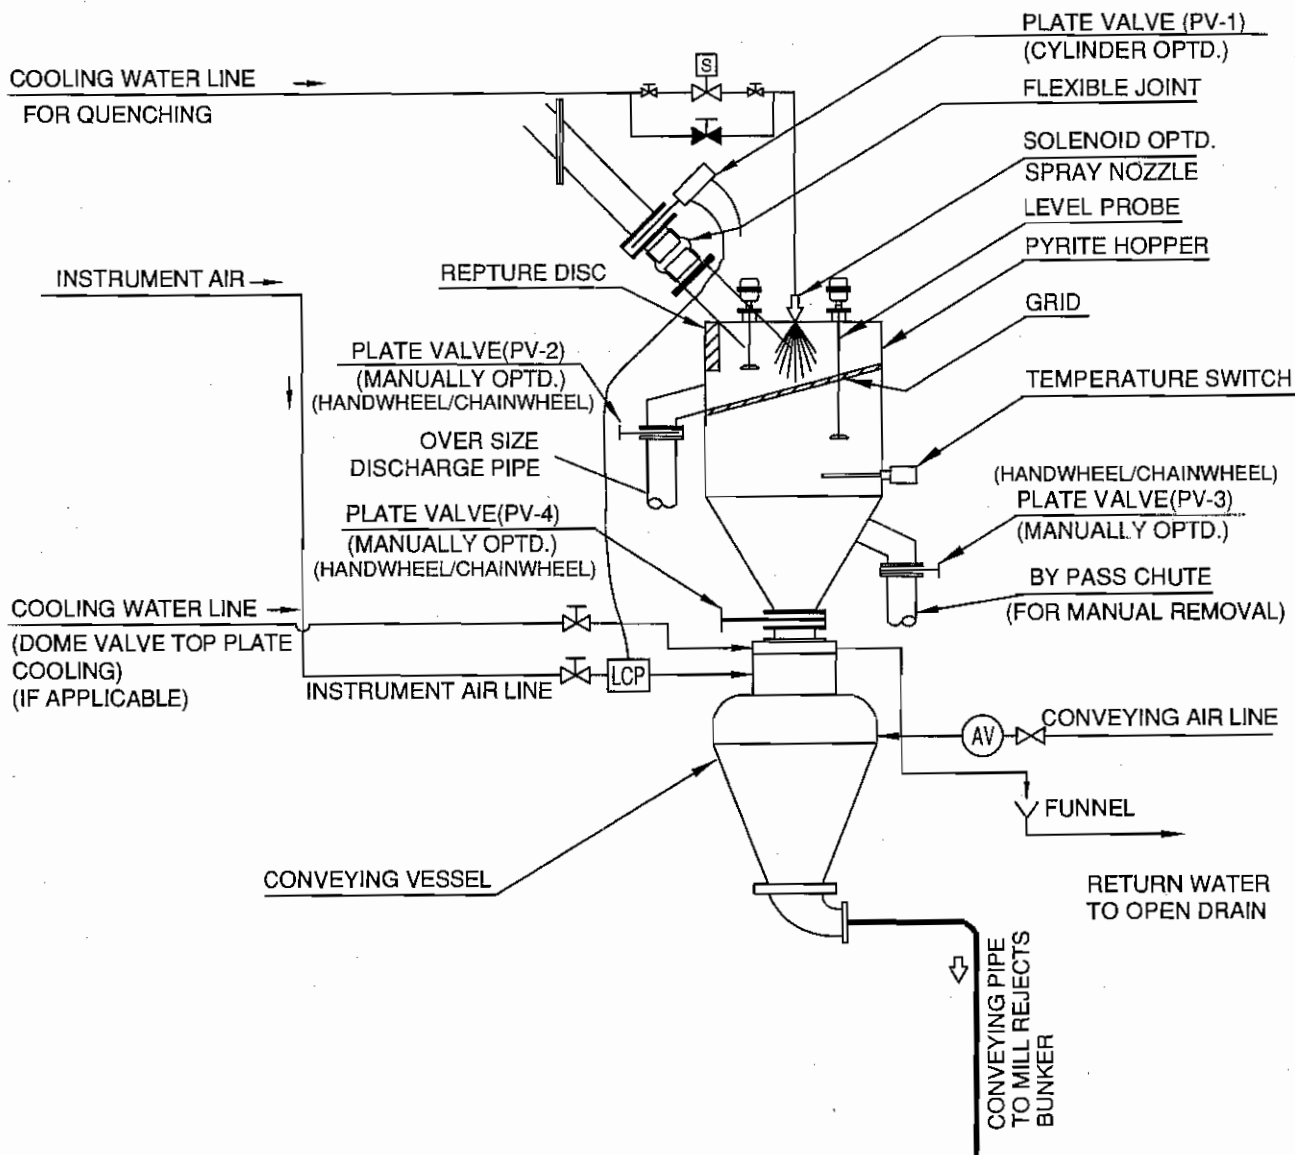 PLATE VALVE (PV-1)
(CYLINDER OPTD.)
COOLING WATER LINE
FOR QUENCHING
S
FLEXIBLE JOINT
SOLENOID OPTD.
SPRAY NOZZLE
LEVEL PROBE
PYRITE HOPPER
INSTRUMENT AIR
REPTURE DISC
GRID
PLATE VALVE(PV-2)
(MANUALLY OPTD.)
(HANDWHEEL/CHAINWHEEL)
TEMPERATURE SWITCH
OVER SIZE
DISCHARGE PIPE
(HANDWHEEL/CHAINWHEEL)
PLATE VALVE(PV-3)
(MANUALLY OPTD.)
PLATE VALVE(PV-4)
(MANUALLY OPTD.)
(HANDWHEEL/CHAINWHEEL)
BY PASS CHUTE
(FOR MANUAL REMOVAL)
COOLING WATER LINE
(DOME VALVE TOP PLATE
COOLING)
(IF APPLICABLE)
INSTRUMENT AIR LINE
LCP
AV
CONVEYING AIR LINE
FUNNEL
CONVEYING VESSEL
RETURN WATER
TO OPEN DRAIN
CONVEYING PIPE
TO MILL REJECTS
BUNKER